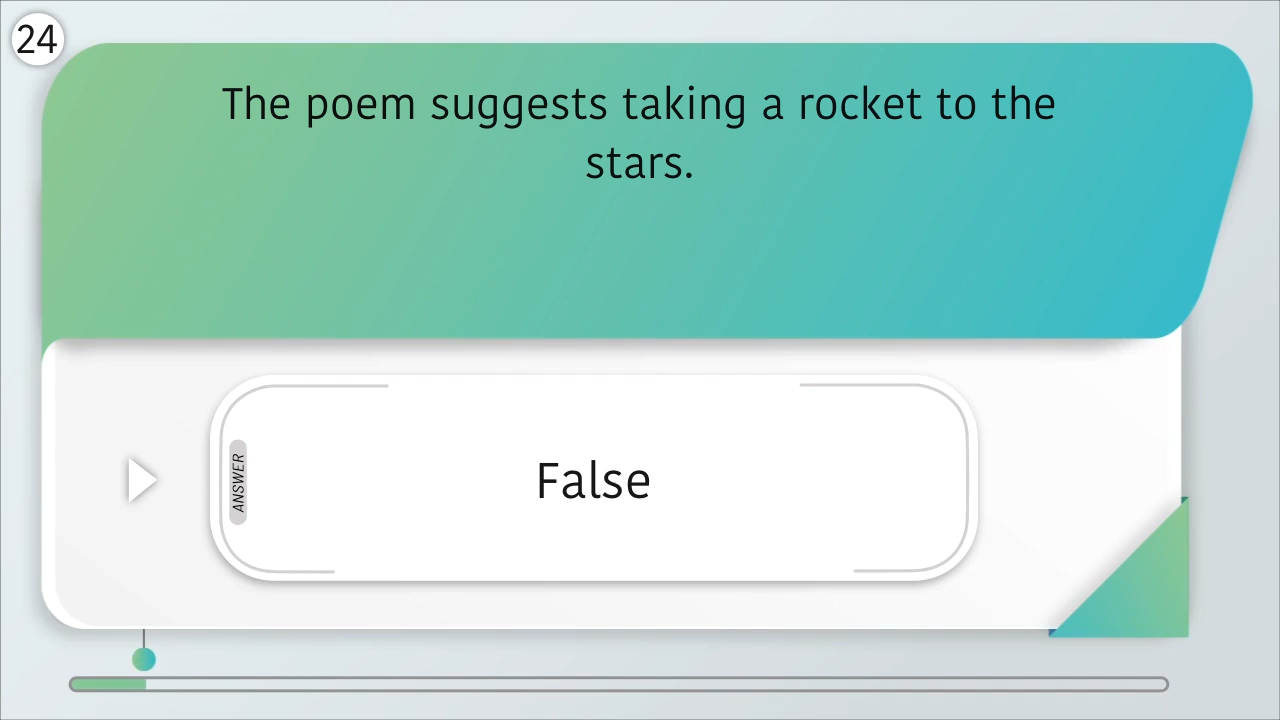 24
The poem suggests taking a rocket to the
stars.
ANSWER
False